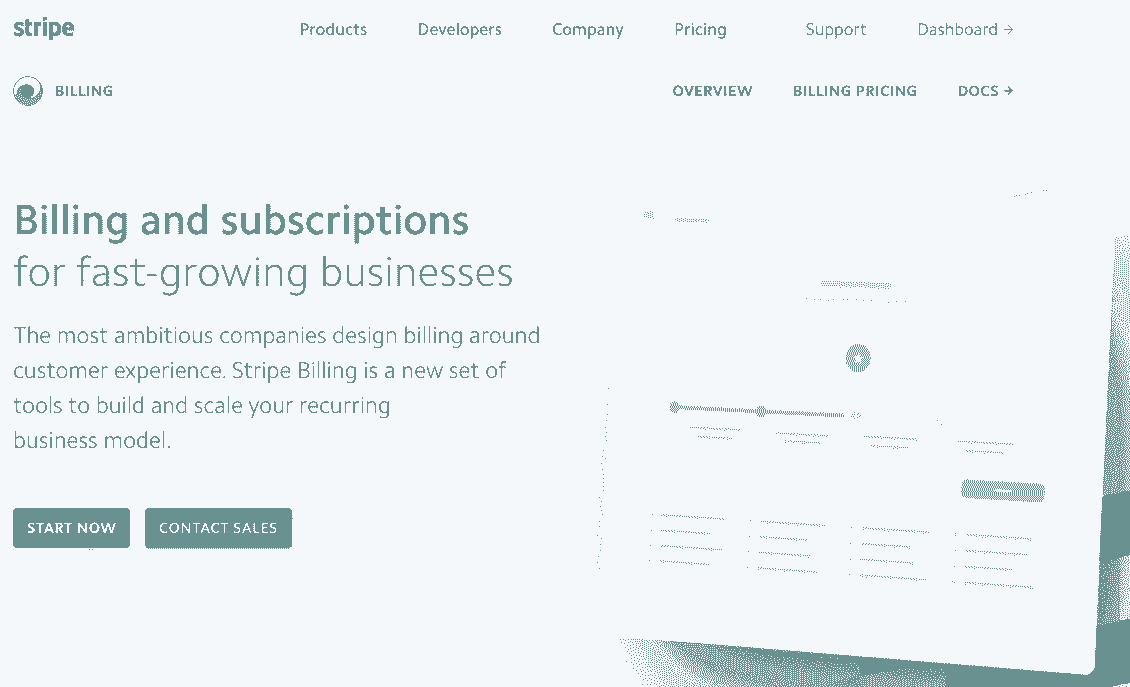 stripe
Products Developers Company Pricing Support Dashboard →
BILLING
OVERVIEW BILLING PRICING DOCS →
Billing and subscriptions
for fast-growing businesses
The most ambitious companies design billing around
customer experience. Stripe Billing is a new set of
tools to build and scale your recurring
business model.
START NOW CONTACT SALES